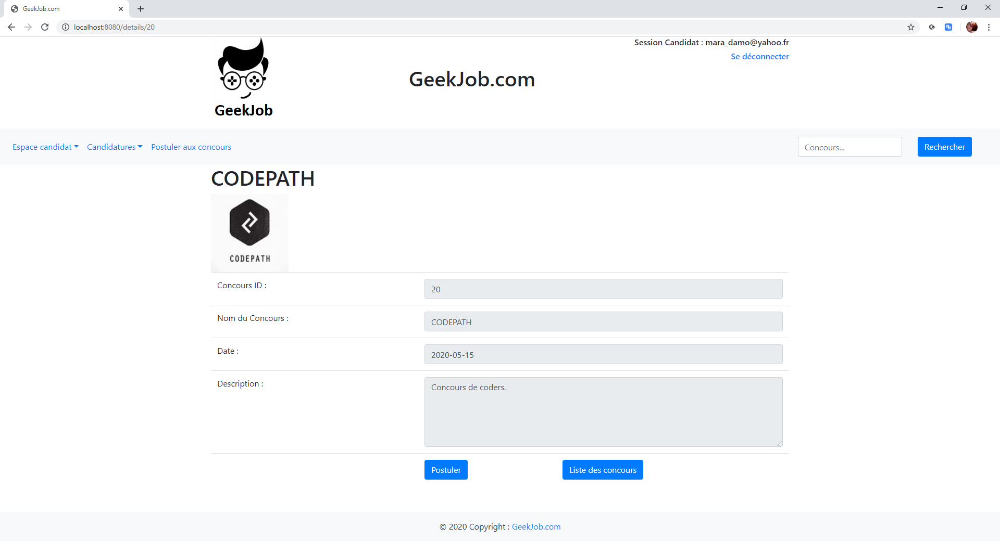 GeekJob.com
localhost:8080/details/20
Session Candidat : mara_damo@yahoo.fr
Se déconnecter
GeekJob.com
GeekJob
Espace candidat Candidatures Postuler aux concours Concours... Rechercher
CODEPATH
CODEPATH
Concours ID : 20
Nom du Concours : CODEPATH
Date : 2020-05-15
Description : Concours de coders.
Postuler Liste des concours
© 2020 Copyright : GeekJob.com